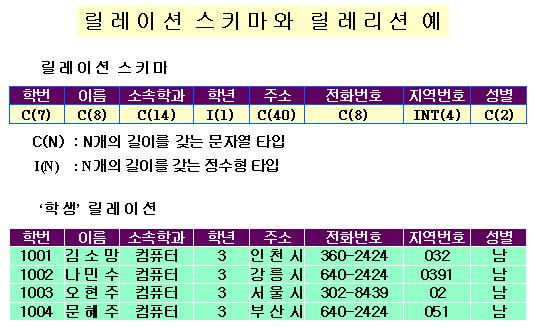 릴레이션 스키마와 릴레리션 예
릴레이션 스키마
학번 이름 소속학과 학년 주소 전화번호 지역번호 성별
C(7) C(8) C(14) I(1) C(40) C(8) INT(4) C(2)
C(N) : N개의 길이를 갖는 문자열 타입
I(N) : N개의 길이를 갖는 정수형 타입
‘학생’ 릴레이션
학번 이름 소속학과 학년 주소 전화번호 지역번호 성별
1001 김소망 컴퓨터 3 인천시 360-2424 032 남
1002 나민수 컴퓨터 3 강릉시 640-2424 0391 남
1003 오현주 컴퓨터 3 서울시 302-8439 02 남
1004 문혜주 컴퓨터 3 부산시 640-2424 051 남